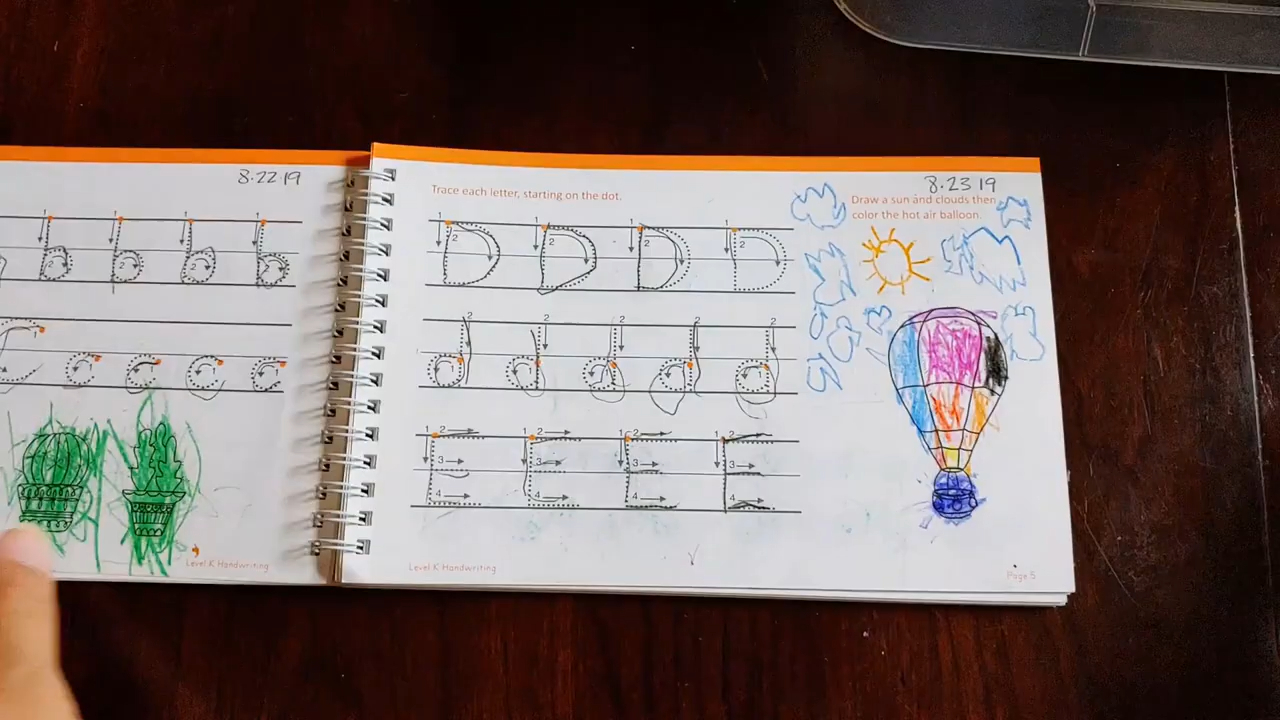 8.22.19
Level K Handwriting
8.23 19
Trace each letter, starting on the dot.
Draw a sun and clouds then
color the hot air balloon.
D D D D
d d d d d
E E E E
Level K Handwriting
Page 5